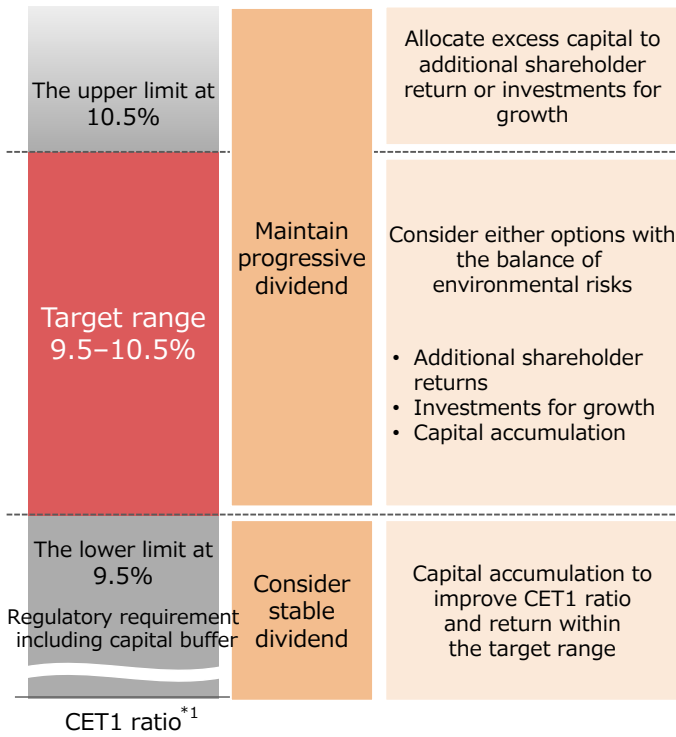 The upper limit at
10.5%
Target range
9.5–10.5%
The lower limit at
9.5%
Regulatory requirement
including capital buffer
CET1 ratio*1
Maintain
progressive
dividend
Consider
stable
dividend
Allocate excess capital to
additional shareholder
return or investments for
growth
Consider either options with
the balance of
environmental risks
• Additional shareholder
returns
• Investments for growth
• Capital accumulation
Capital accumulation to
improve CET1 ratio
and return within
the target range